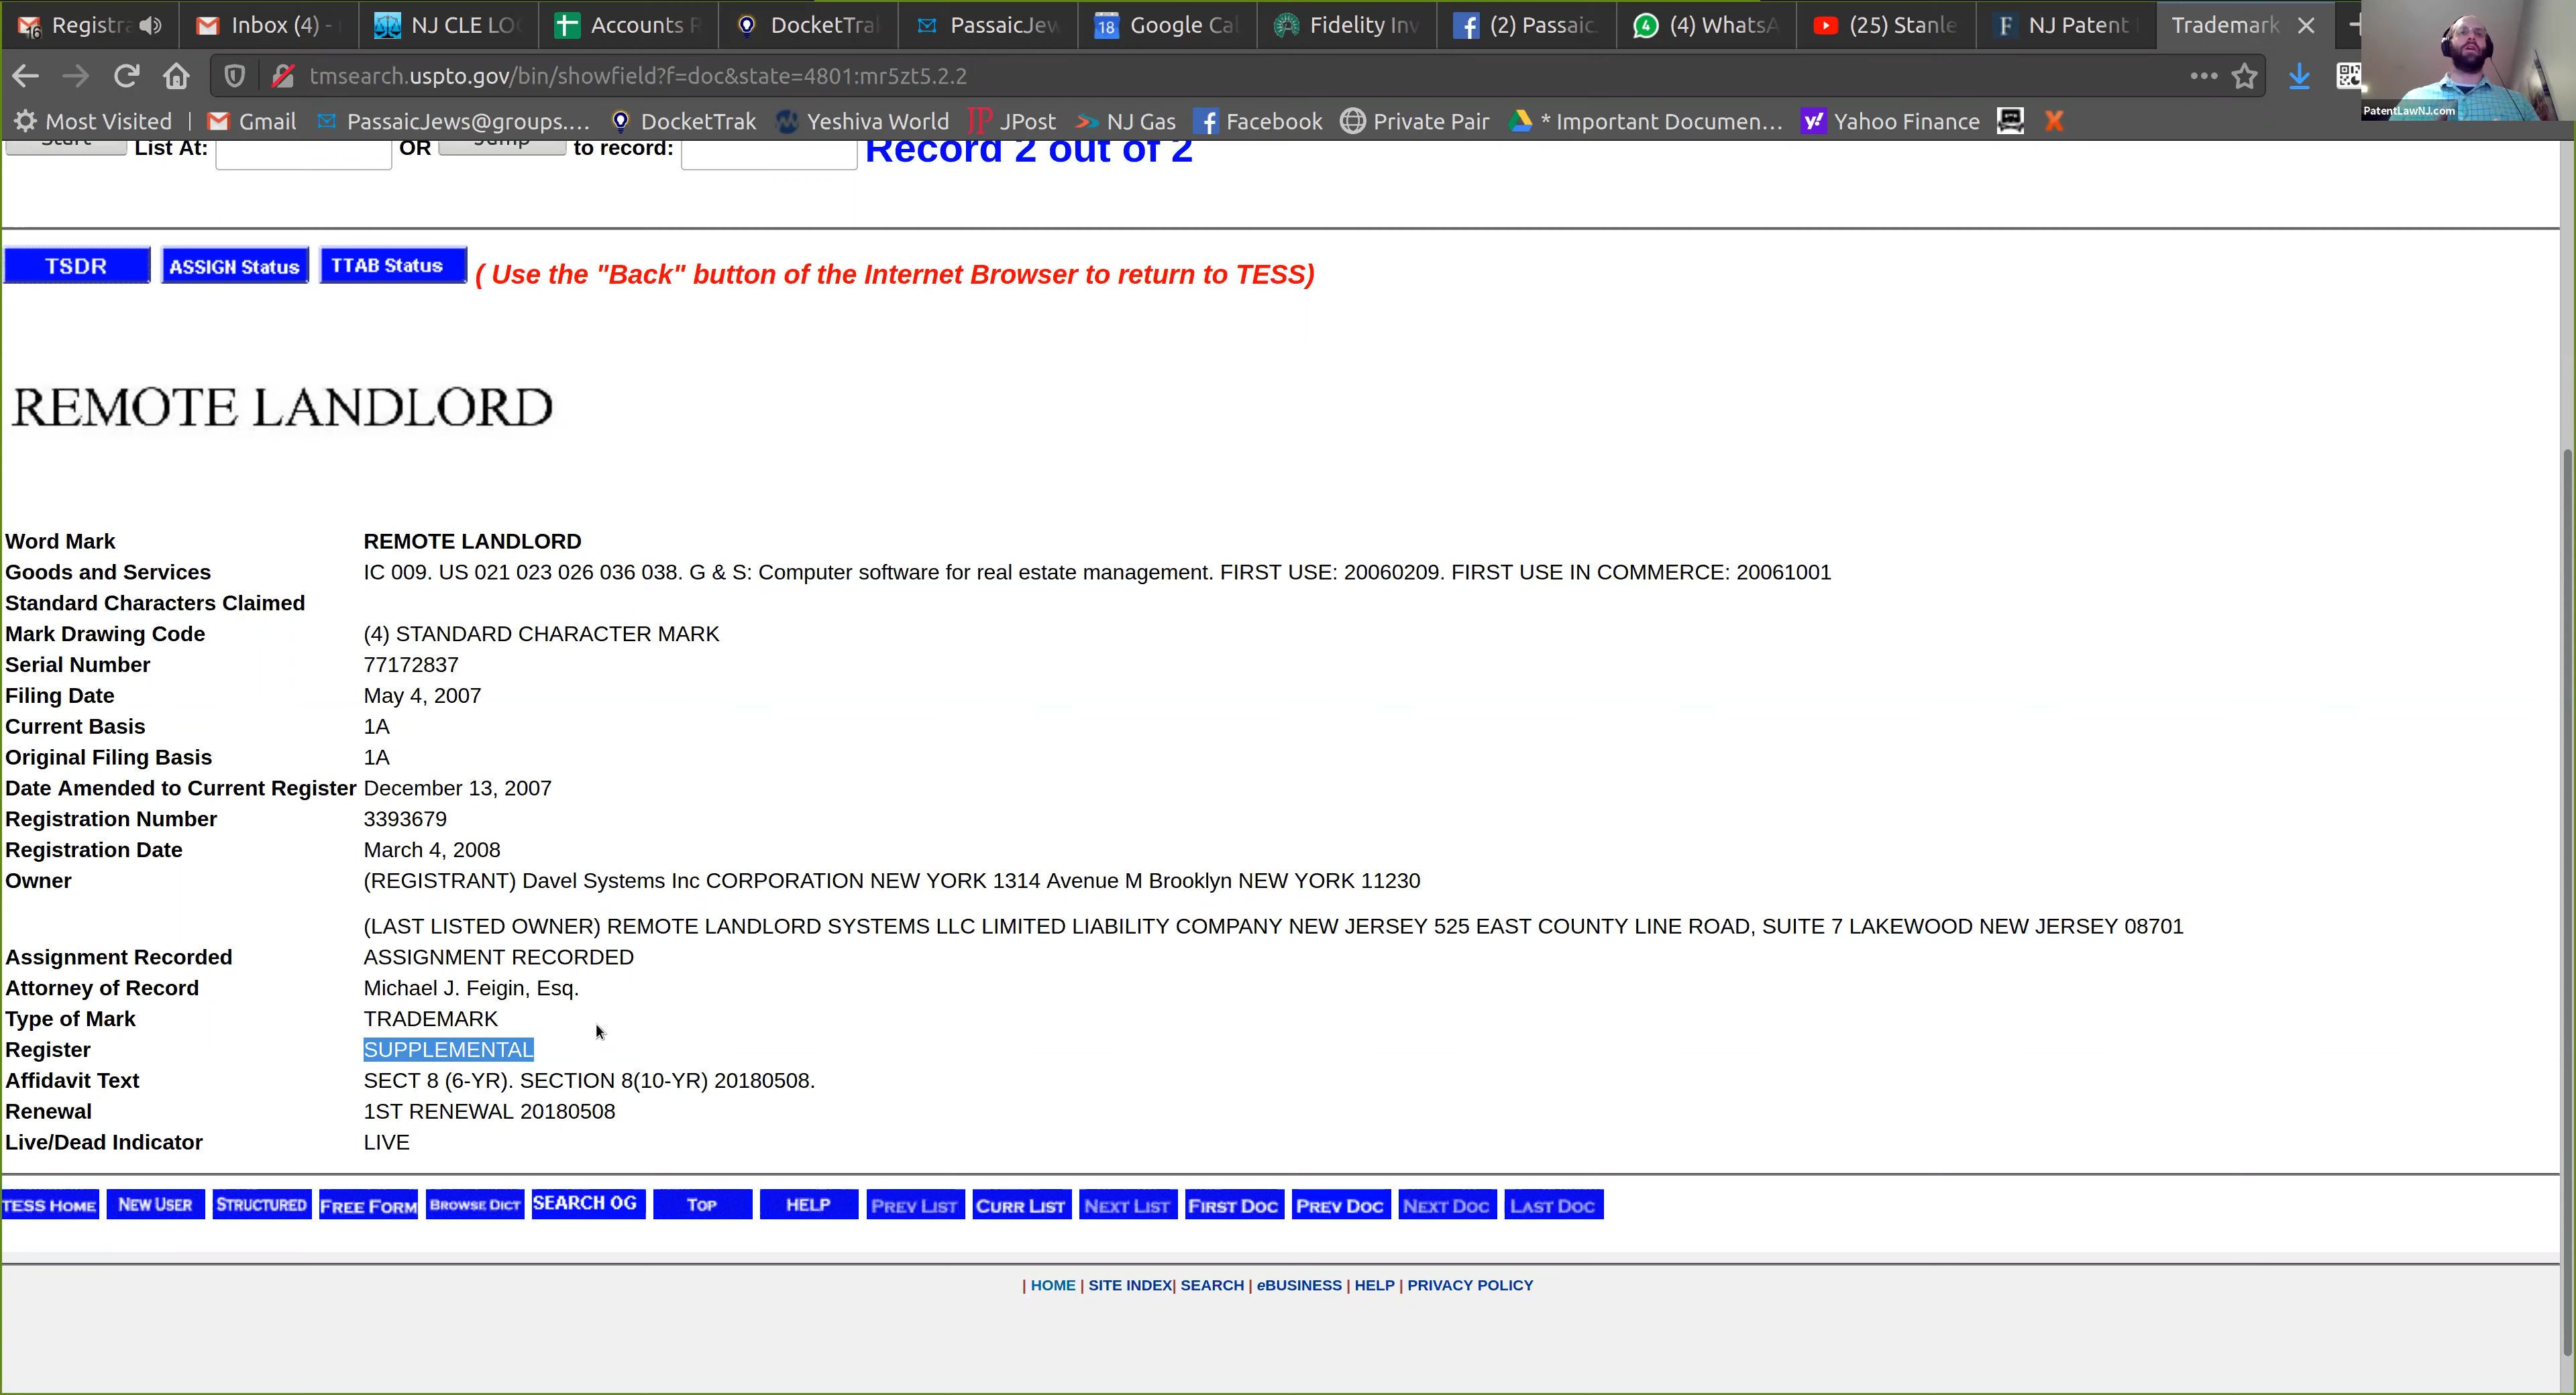 Registra
Inbox (4) -
NJ CLE LO
Accounts R
DocketTra
PassaicJew
Google Cal
Fidelity Inv
(2) Passaic
(4) WhatsA
(25) Stanle
NJ Patent
Trademark
tmsearch.uspto.gov/bin/showfield?f=doc&state=4801:mr5zt5.2.2
PatentLawNJ.com
Most Visited | Gmail PassaicJews@groups.... DocketTrak Yeshiva World JPost NJ Gas Facebook Private Pair * Important Documen... Yahoo Finance
Start List At: OR Jump to record: Record 2 out of 2
TSDR ASSIGN Status TTAB Status ( Use the "Back" button of the Internet Browser to return to TESS)
REMOTE LANDLORD
Word Mark REMOTE LANDLORD
Goods and Services IC 009. US 021 023 026 036 038. G & S: Computer software for real estate management. FIRST USE: 20060209. FIRST USE IN COMMERCE: 20061001
Standard Characters Claimed
Mark Drawing Code (4) STANDARD CHARACTER MARK
Serial Number 77172837
Filing Date May 4, 2007
Current Basis 1A
Original Filing Basis 1A
Date Amended to Current Register December 13, 2007
Registration Number 3393679
Registration Date March 4, 2008
Owner (REGISTRANT) Davel Systems Inc CORPORATION NEW YORK 1314 Avenue M Brooklyn NEW YORK 11230
(LAST LISTED OWNER) REMOTE LANDLORD SYSTEMS LLC LIMITED LIABILITY COMPANY NEW JERSEY 525 EAST COUNTY LINE ROAD, SUITE 7 LAKEWOOD NEW JERSEY 08701
Assignment Recorded ASSIGNMENT RECORDED
Attorney of Record Michael J. Feigin, Esq.
Type of Mark TRADEMARK
Register SUPPLEMENTAL
Affidavit Text SECT 8 (6-YR). SECTION 8(10-YR) 20180508.
Renewal 1ST RENEWAL 20180508
Live/Dead Indicator LIVE
TESS HOME NEW USER STRUCTURED FREE FORM BROWSE DICT SEARCH OG TOP HELP PREV LIST CURR LIST NEXT LIST FIRST DOC PREV DOC NEXT DOC LAST DOC
| HOME | SITE INDEX| SEARCH | eBUSINESS | HELP | PRIVACY POLICY